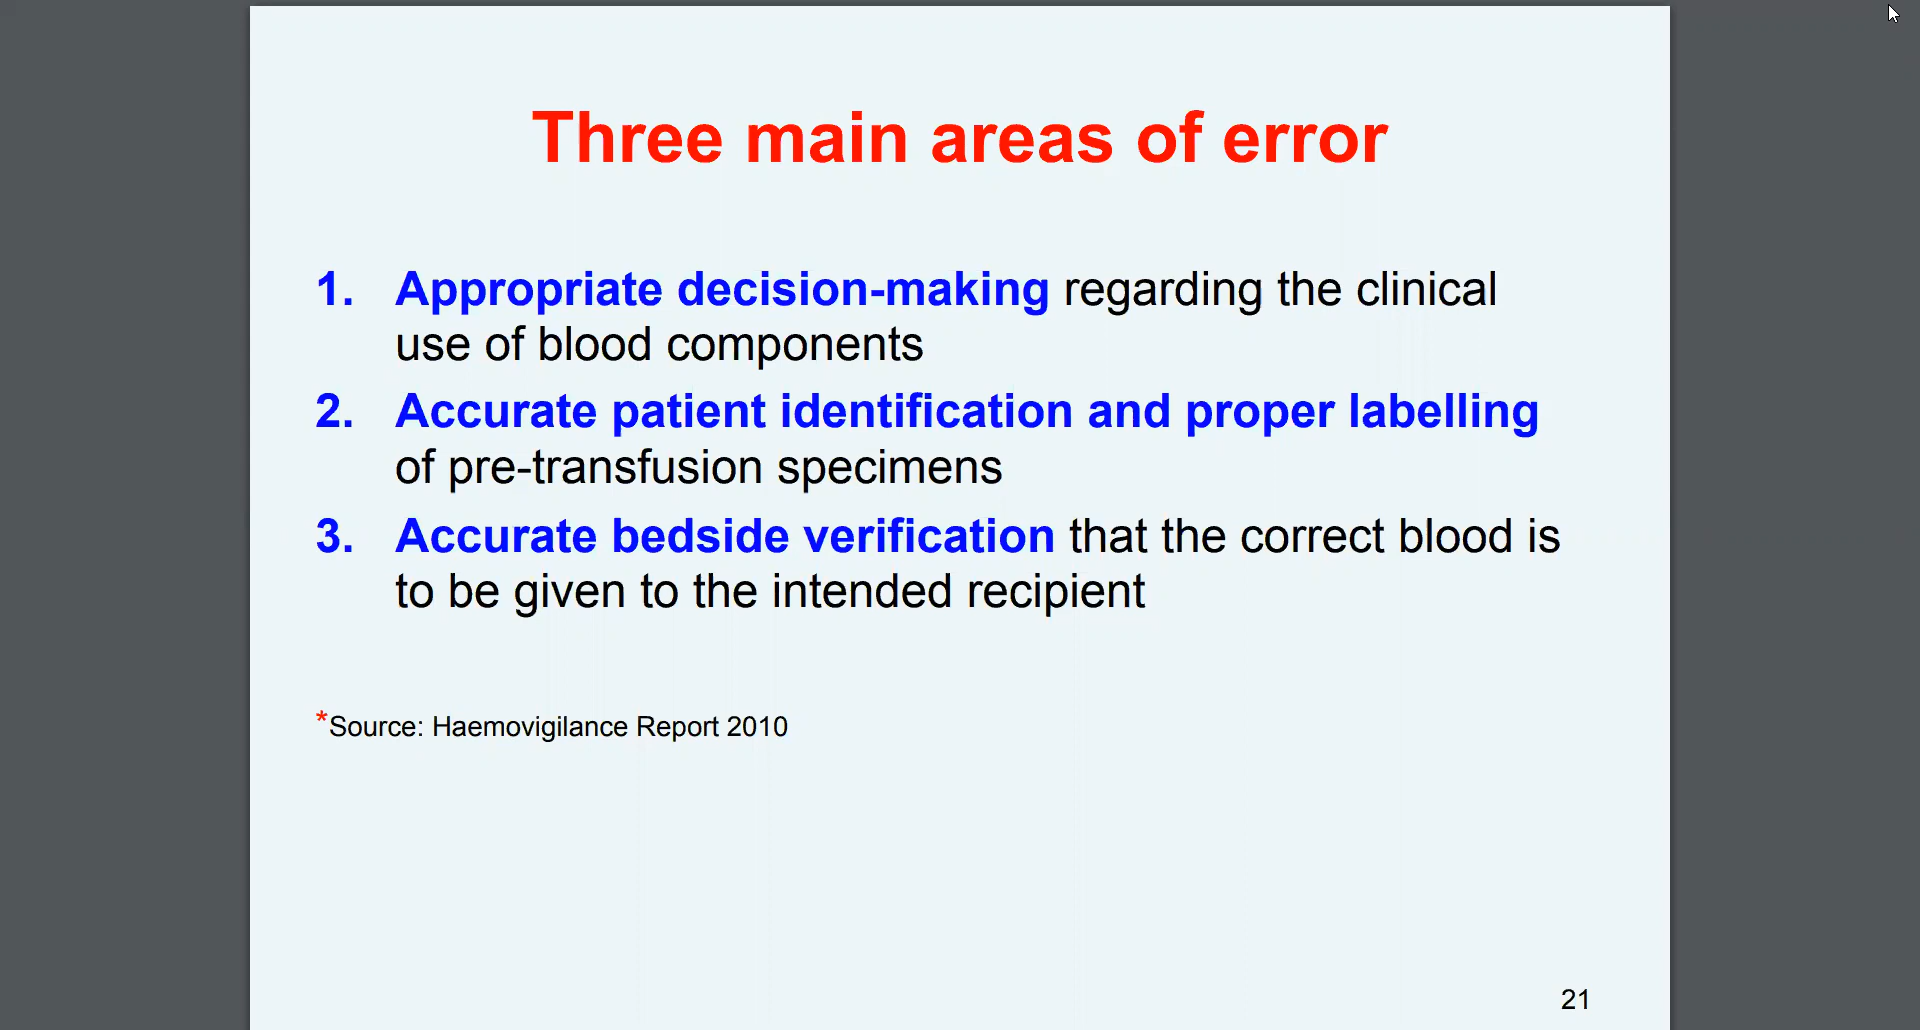 Three main areas of error
1. Appropriate decision-making regarding the clinical
use of blood components
2. Accurate patient identification and proper labelling
of pre-transfusion specimens
3. Accurate bedside verification that the correct blood is
to be given to the intended recipient
*Source: Haemovigilance Report 2010
21